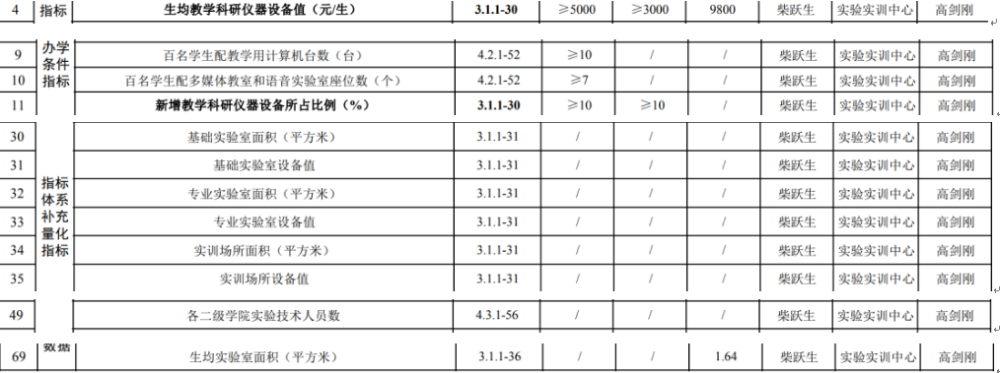 4 指标 生均教学科研仪器设备值（元/生） 3.1.1-30 ≥5000 ≥3000 9800 柴跃生 实验实训中心 高剑刚
办学
条件
指标
9 百名学生配教学用计算机台数（台） 4.2.1-52 ≥10 / / 柴跃生 实验实训中心 高剑刚
10 百名学生配多媒体教室和语音实验室座位数（个） 4.2.1-52 ≥7 / / 柴跃生 实验实训中心 高剑刚
11 新增教学科研仪器设备所占比例（%） 3.1.1-30 ≥10 ≥10 / 柴跃生 实验实训中心 高剑刚
指标
体系
补充
量化
指标
30 基础实验室面积（平方米） 3.1.1-31 / / / 柴跃生 实验实训中心 高剑刚
31 基础实验室设备值 3.1.1-31 / / / 柴跃生 实验实训中心 高剑刚
32 专业实验室面积（平方米） 3.1.1-31 / / / 柴跃生 实验实训中心 高剑刚
33 专业实验室设备值 3.1.1-31 / / / 柴跃生 实验实训中心 高剑刚
34 实训场所面积（平方米） 3.1.1-31 / / / 柴跃生 实验实训中心 高剑刚
35 实训场所设备值 3.1.1-31 / / / 柴跃生 实验实训中心 高剑刚
49 各二级学院实验技术人员数 4.3.1-56 / / / 柴跃生 实验实训中心 高剑刚
69 数据 生均实验室面积（平方米） 3.1.1-36 / / 1.64 柴跃生 实验实训中心 高剑刚